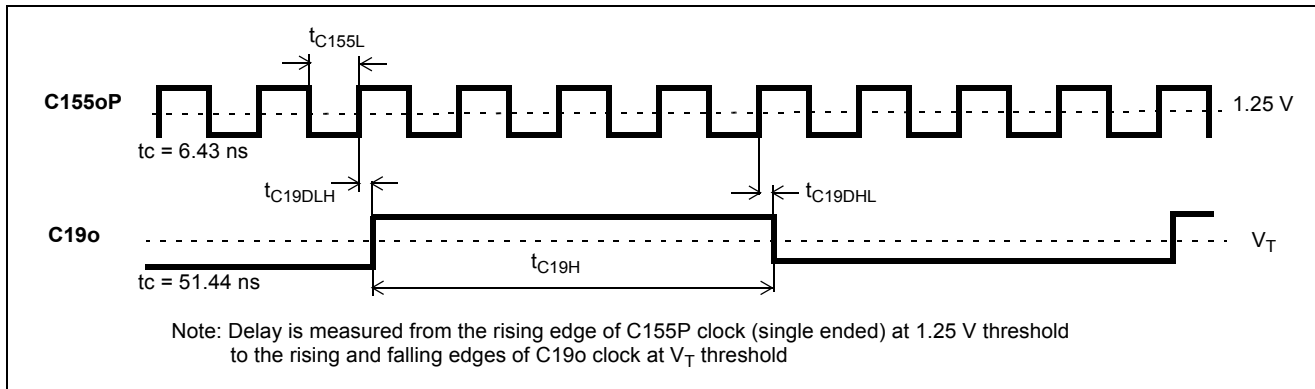 tC155L
C155oP
1.25 V
tc = 6.43 ns
tC19DLH
tC19DHL
C19o
VT
tC19H
tc = 51.44 ns
Note: Delay is measured from the rising edge of C155P clock (single ended) at 1.25 V threshold
to the rising and falling edges of C19o clock at VT threshold